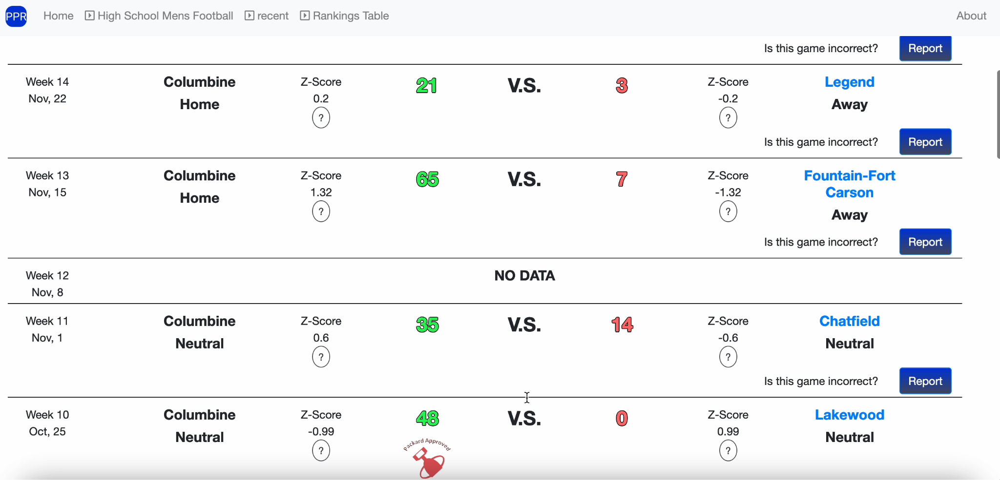 PPR Home High School Mens Football recent Rankings Table About
Is this game incorrect? Report
Week 14 Columbine Z-Score 21 V.S. 3 Z-Score Legend
Nov, 22 Home 0.2 -0.2 Away
? ?
Is this game incorrect? Report
Week 13 Columbine Z-Score 65 V.S. 7 Z-Score Fountain-Fort
Nov, 15 Home 1.32 -1.32 Carson
? ? Away
Is this game incorrect? Report
Week 12 NO DATA
Nov, 8
Week 11 Columbine Z-Score 35 V.S. 14 Z-Score Chatfield
Nov, 1 Neutral 0.6 -0.6 Neutral
? ?
Is this game incorrect? Report
Week 10 Columbine Z-Score 48 V.S. 0 Z-Score Lakewood
Oct, 25 Neutral -0.99 0.99 Neutral
? Packard Approved ?